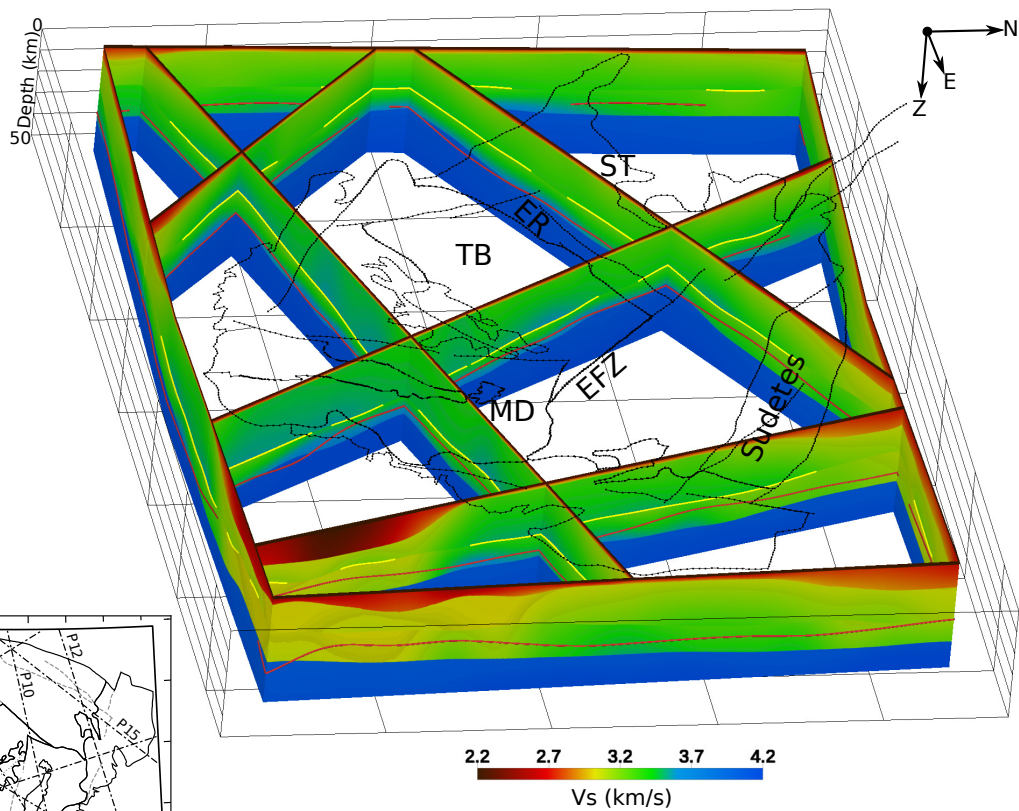 0
Depth (km)
50
N
E
Z
ST
ER
TB
EFZ
MD
Sudetes
P12
P10
P15
2.2 2.7 3.2 3.7 4.2
Vs (km/s)